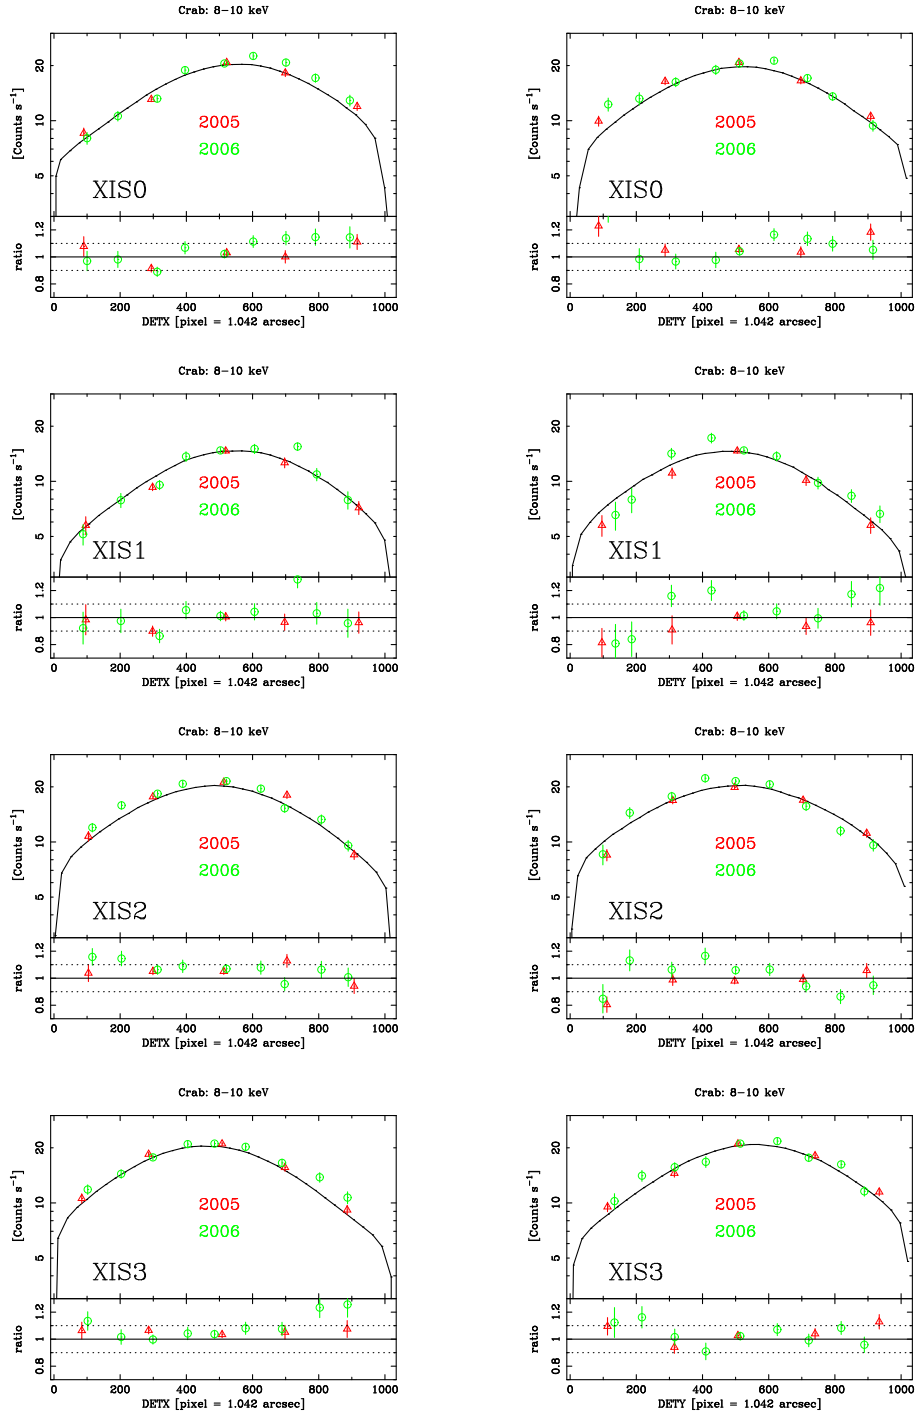 Crab: 8-10 keV
[Counts s⁻¹]
20
10
5
2005
2006
XIS0
ratio
1.2
1
0.8
0 200 400 600 800 1000
DETX [pixel = 1.042 arcsec]
Crab: 8-10 keV
[Counts s⁻¹]
20
10
5
2005
2006
XIS0
ratio
1.2
1
0.8
0 200 400 600 800 1000
DETY [pixel = 1.042 arcsec]
Crab: 8-10 keV
[Counts s⁻¹]
20
10
5
2005
2006
XIS1
ratio
1.2
1
0.8
0 200 400 600 800 1000
DETX [pixel = 1.042 arcsec]
Crab: 8-10 keV
[Counts s⁻¹]
20
10
5
2005
2006
XIS1
ratio
1.2
1
0.8
0 200 400 600 800 1000
DETY [pixel = 1.042 arcsec]
Crab: 8-10 keV
[Counts s⁻¹]
20
10
5
2005
2006
XIS2
ratio
1.2
1
0.8
0 200 400 600 800 1000
DETX [pixel = 1.042 arcsec]
Crab: 8-10 keV
[Counts s⁻¹]
20
10
5
2005
2006
XIS2
ratio
1.2
1
0.8
0 200 400 600 800 1000
DETY [pixel = 1.042 arcsec]
Crab: 8-10 keV
[Counts s⁻¹]
20
10
5
2005
2006
XIS3
ratio
1.2
1
0.8
0 200 400 600 800 1000
DETX [pixel = 1.042 arcsec]
Crab: 8-10 keV
[Counts s⁻¹]
20
10
5
2005
2006
XIS3
ratio
1.2
1
0.8
0 200 400 600 800 1000
DETY [pixel = 1.042 arcsec]